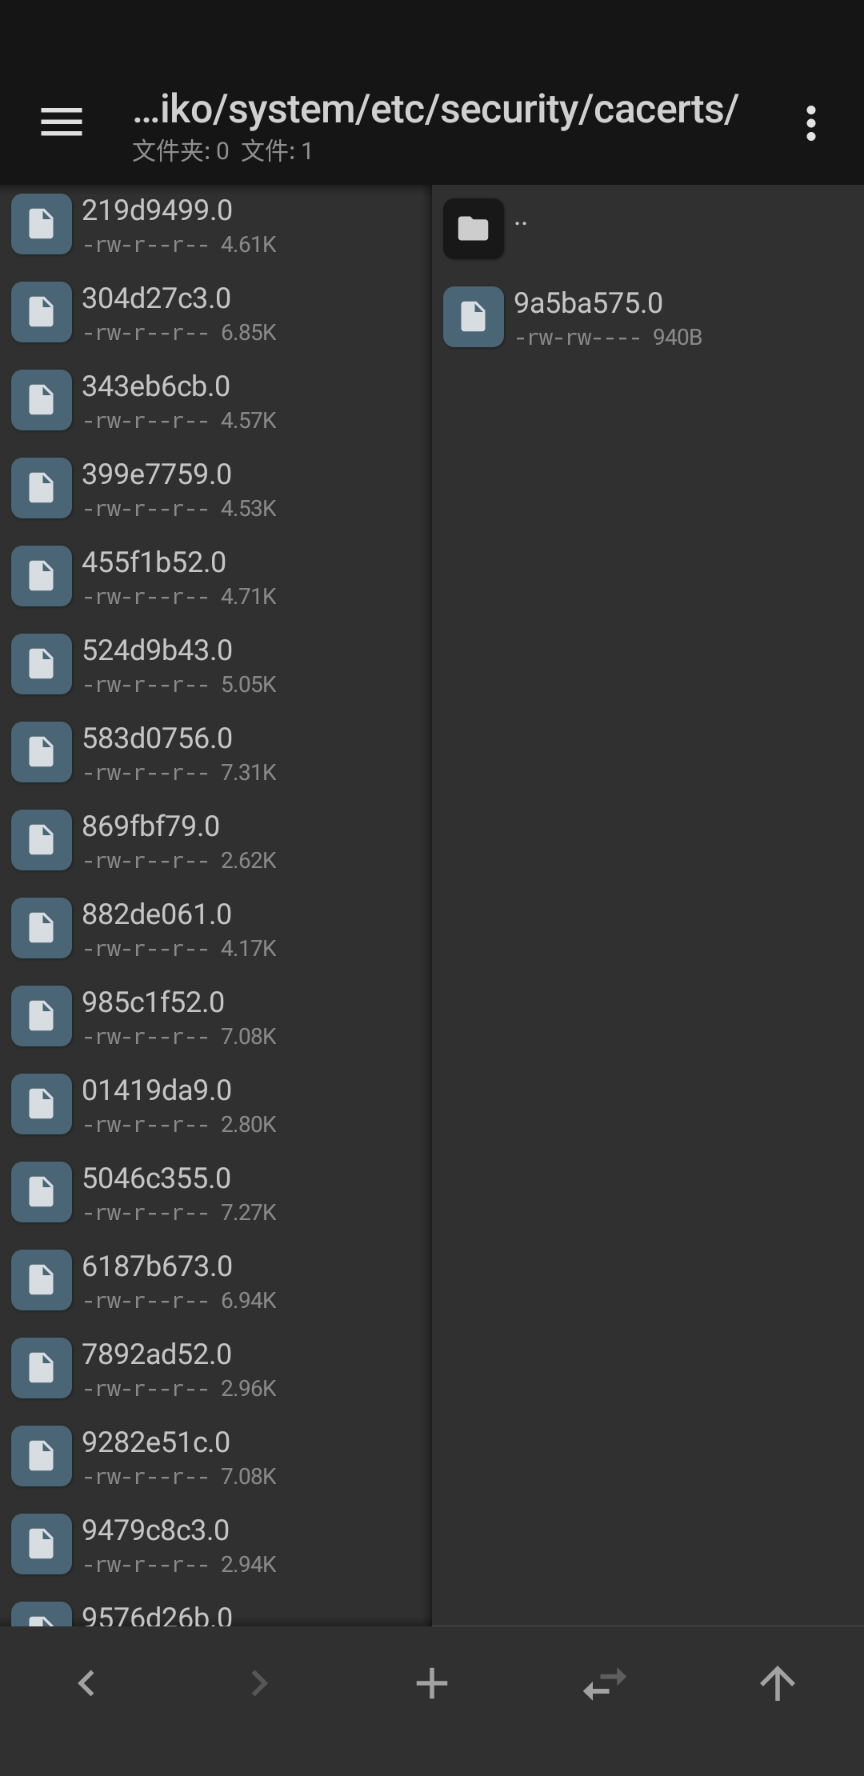 ...iko/system/etc/security/cacerts/
文件夹: 0 文件: 1
219d9499.0
-rw-r--r-- 4.61K
304d27c3.0
-rw-r--r-- 6.85K
343eb6cb.0
-rw-r--r-- 4.57K
399e7759.0
-rw-r--r-- 4.53K
455f1b52.0
-rw-r--r-- 4.71K
524d9b43.0
-rw-r--r-- 5.05K
583d0756.0
-rw-r--r-- 7.31K
869fbf79.0
-rw-r--r-- 2.62K
882de061.0
-rw-r--r-- 4.17K
985c1f52.0
-rw-r--r-- 7.08K
01419da9.0
-rw-r--r-- 2.80K
5046c355.0
-rw-r--r-- 7.27K
6187b673.0
-rw-r--r-- 6.94K
7892ad52.0
-rw-r--r-- 2.96K
9282e51c.0
-rw-r--r-- 7.08K
9479c8c3.0
-rw-r--r-- 2.94K
9576d26b.0
..
9a5ba575.0
-rw-rw---- 940B